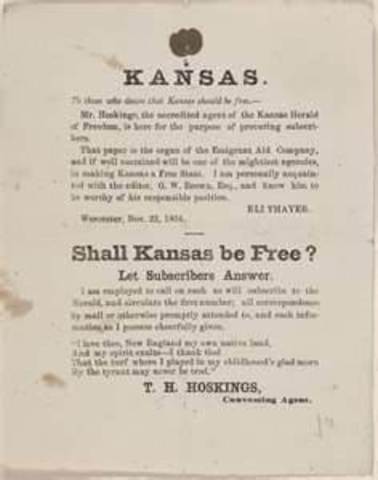 KANSAS.
To those who desire that Kansas should be free.—
Mr. Hoskings, the accredited agent of the Kansas Herald
of Freedom, is here for the purpose of procuring subscri-
bers.
That paper is the organ of the Emigrant Aid Company,
and if well sustained will be one of the mightiest agencies,
in making Kansas a Free State. I am personally acquain-
ted with the editor, G. W. Brown, Esq., and know him to
be worthy of his responsible position.
ELI THAYER.
Worcester, Nov. 22, 1854.
Shall Kansas be Free?
Let Subscribers Answer.
I am employed to call on such as will subscribe to the
Herald, and circulate the first number; all correspondence
by mail or otherwise promptly attended to, and such infor-
mation as I possess cheerfully given.
"I love thee, New England my own native land,
And my spirit exults—I thank God
That the turf where I played in my childhood's glad morn
By the tyrant may never be trod."
T. H. HOSKINGS,
Canvassing Agent.